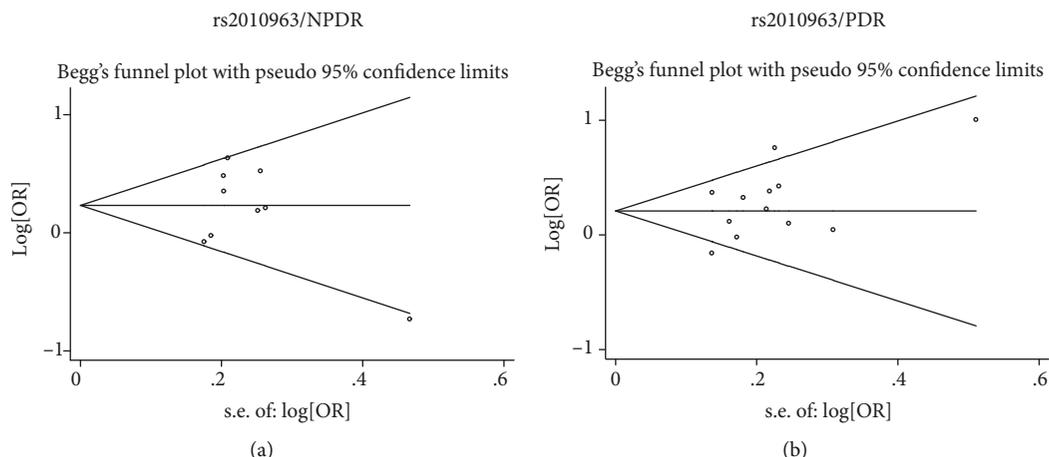 rs2010963/NPDR
Begg's funnel plot with pseudo 95% confidence limits
Log[OR]
1
0
−1
0 .2 .4 .6
s.e. of: log[OR]
(a)
rs2010963/PDR
Begg's funnel plot with pseudo 95% confidence limits
Log[OR]
1
0
−1
0 .2 .4 .6
s.e. of: log[OR]
(b)